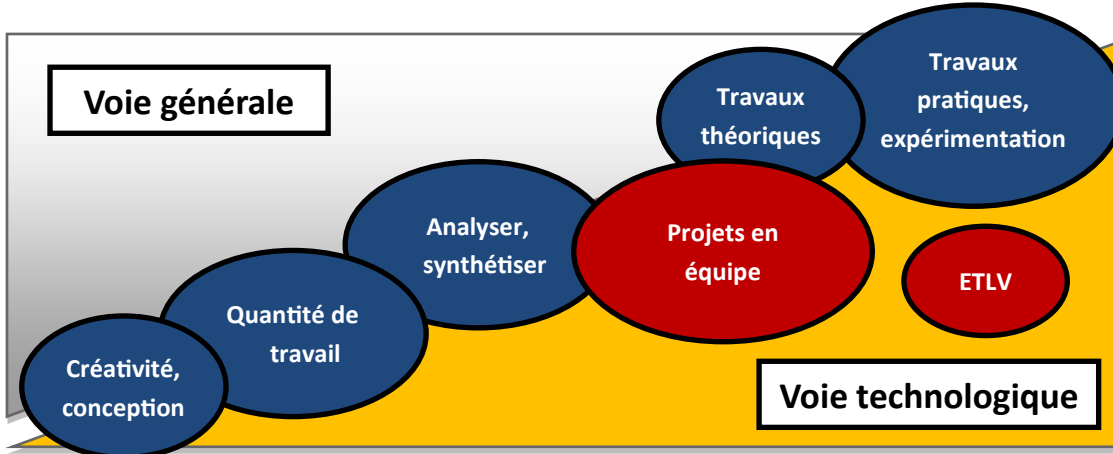 Voie générale
Travaux
théoriques
Travaux
pratiques,
expérimentation
Analyser,
synthétiser
Projets en
équipe
ETLV
Quantité de
travail
Créativité,
conception
Voie technologique